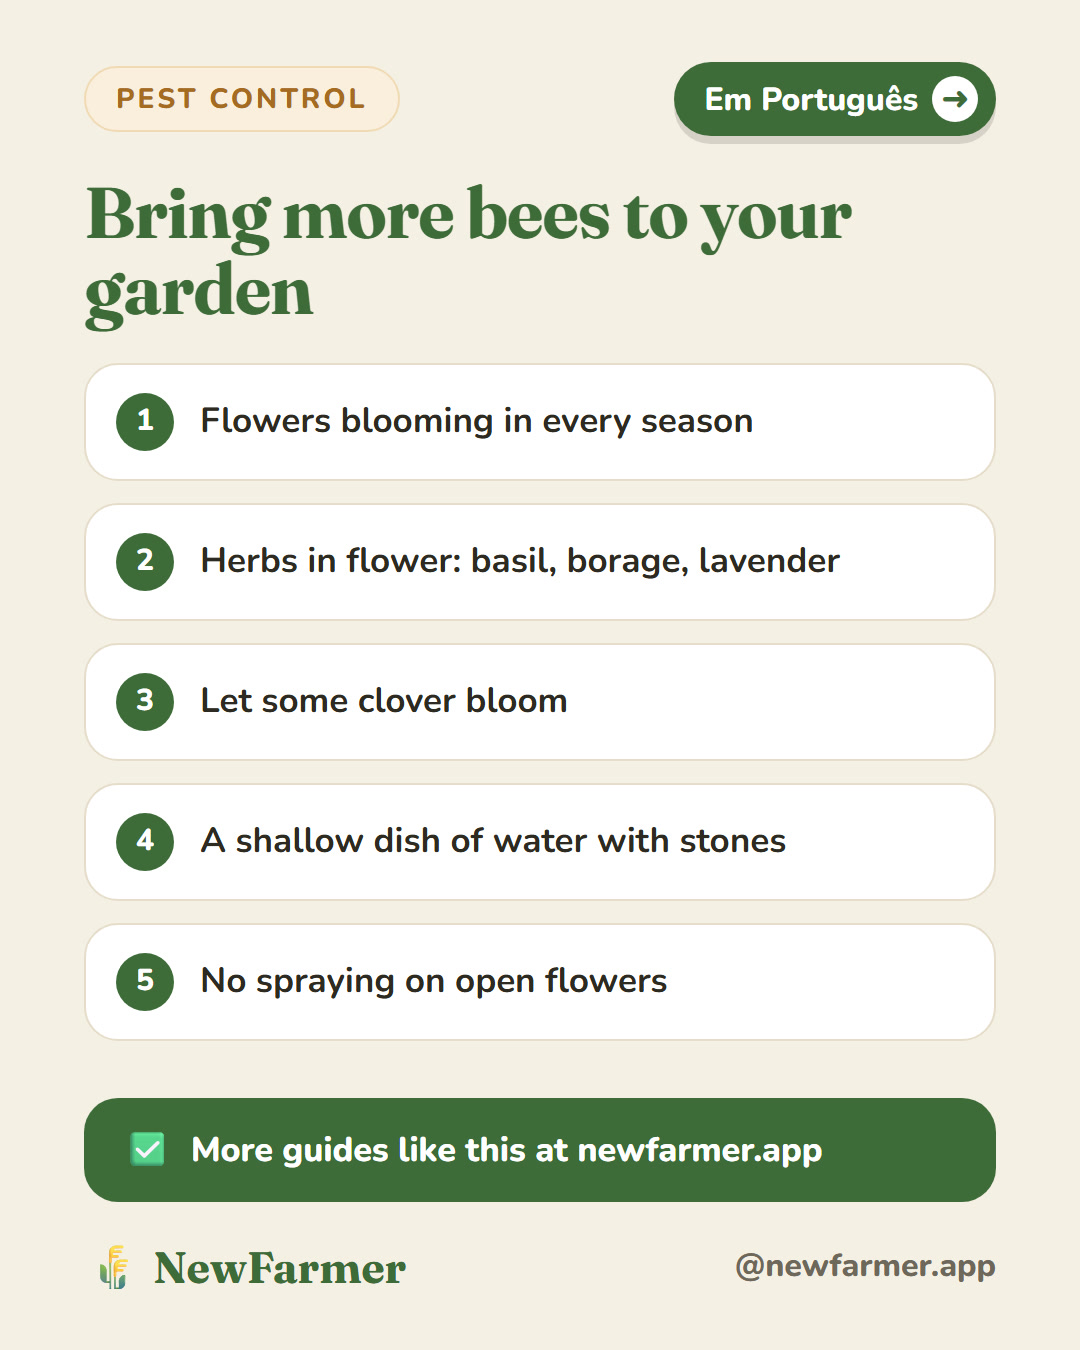 PEST CONTROL
Em Português →
Bring more bees to your
garden
1 Flowers blooming in every season
2 Herbs in flower: basil, borage, lavender
3 Let some clover bloom
4 A shallow dish of water with stones
5 No spraying on open flowers
✅ More guides like this at newfarmer.app
NewFarmer
@newfarmer.app